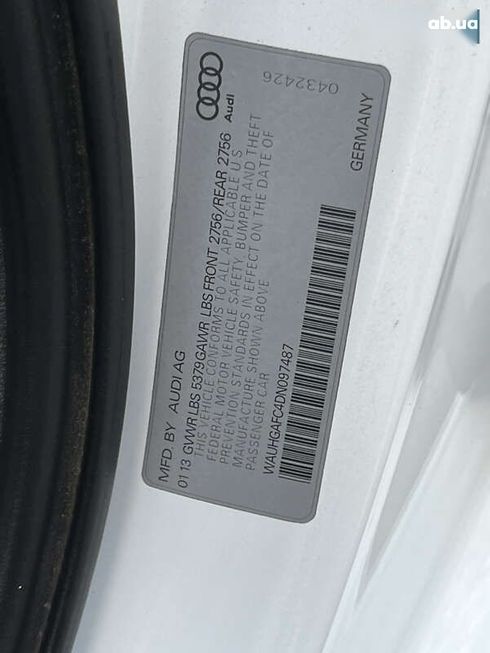 ab.ua
Audi
0432426
MFD. BY AUDI AG
01 13 GVWR LBS 5379 GAWR LBS FRONT 2756/REAR 2756
THIS VEHICLE CONFORMS TO ALL APPLICABLE U S
FEDERAL MOTOR VEHICLE SAFETY, BUMPER AND THEFT
PREVENTION STANDARDS IN EFFECT ON THE DATE OF
MANUFACTURE SHOWN ABOVE
PASSENGER CAR
WAUHGAFC4DN097487
GERMANY